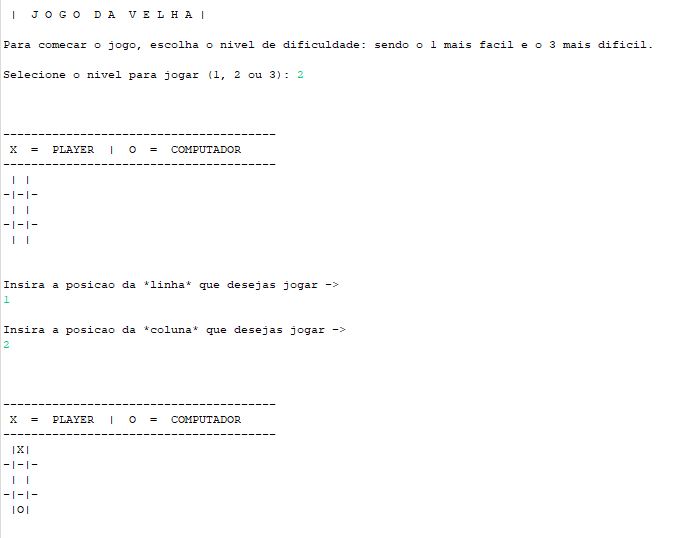 | J O G O  D A  V E L H A |
Para comecar o jogo, escolha o nivel de dificuldade: sendo o 1 mais facil e o 3 mais dificil.
Selecione o nivel para jogar (1, 2 ou 3): 2
---------------------------------------
 X  =  PLAYER  |  O  =  COMPUTADOR
---------------------------------------
 | |
-|-|-
 | |
-|-|-
 | |
Insira a posicao da *linha* que desejas jogar ->
1
Insira a posicao da *coluna* que desejas jogar ->
2
---------------------------------------
 X  =  PLAYER  |  O  =  COMPUTADOR
---------------------------------------
 |X|
-|-|-
 | |
-|-|-
 |O|